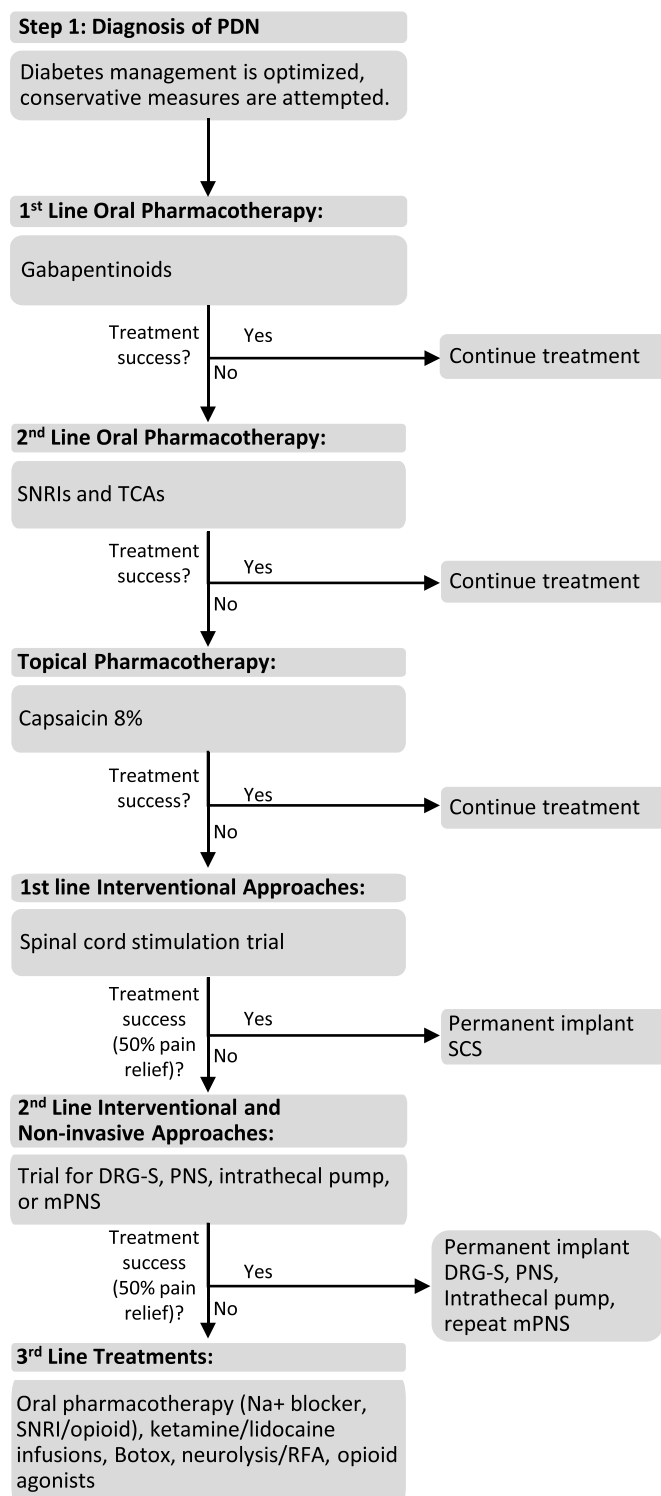 Step 1: Diagnosis of PDN
Diabetes management is optimized,
conservative measures are attempted.
1st Line Oral Pharmacotherapy:
Gabapentinoids
Treatment
success?
Yes
No
Continue treatment
2nd Line Oral Pharmacotherapy:
SNRIs and TCAs
Treatment
success?
Yes
No
Continue treatment
Topical Pharmacotherapy:
Capsaicin 8%
Treatment
success?
Yes
No
Continue treatment
1st line Interventional Approaches:
Spinal cord stimulation trial
Treatment
success
(50% pain
relief)?
Yes
No
Permanent implant
SCS
2nd Line Interventional and
Non-invasive Approaches:
Trial for DRG-S, PNS, intrathecal pump,
or mPNS
Treatment
success
(50% pain
relief)?
Yes
No
Permanent implant
DRG-S, PNS,
Intrathecal pump,
repeat mPNS
3rd Line Treatments:
Oral pharmacotherapy (Na+ blocker,
SNRI/opioid), ketamine/lidocaine
infusions, Botox, neurolysis/RFA, opioid
agonists